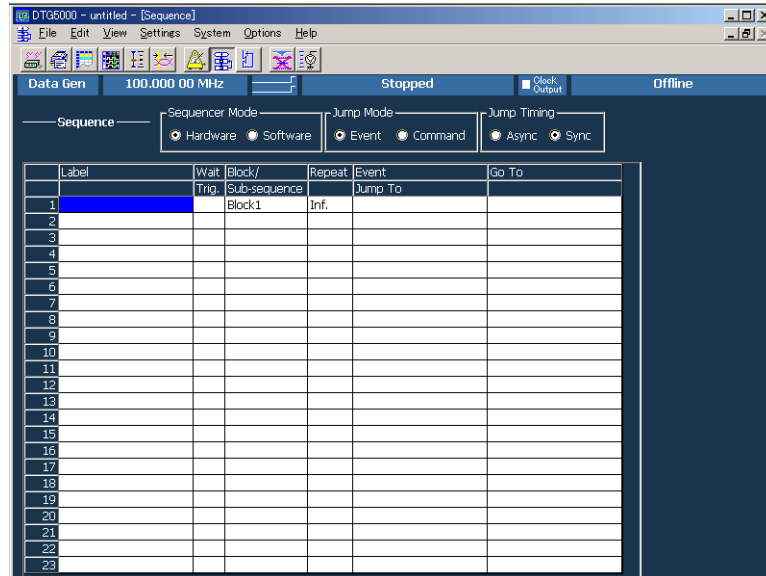 DTG5000 - untitled - [Sequence]
File Edit View Settings System Options Help
Data Gen 100.000 00 MHz Stopped Clock Output Offline
Sequence
Sequencer Mode Jump Mode Jump Timing
Hardware Software Event Command Async Sync
Label Wait Block/ Repeat Event Go To
Trig. Sub-sequence Jump To
1 Block1 Inf.
2
3
4
5
6
7
8
9
10
11
12
13
14
15
16
17
18
19
20
21
22
23